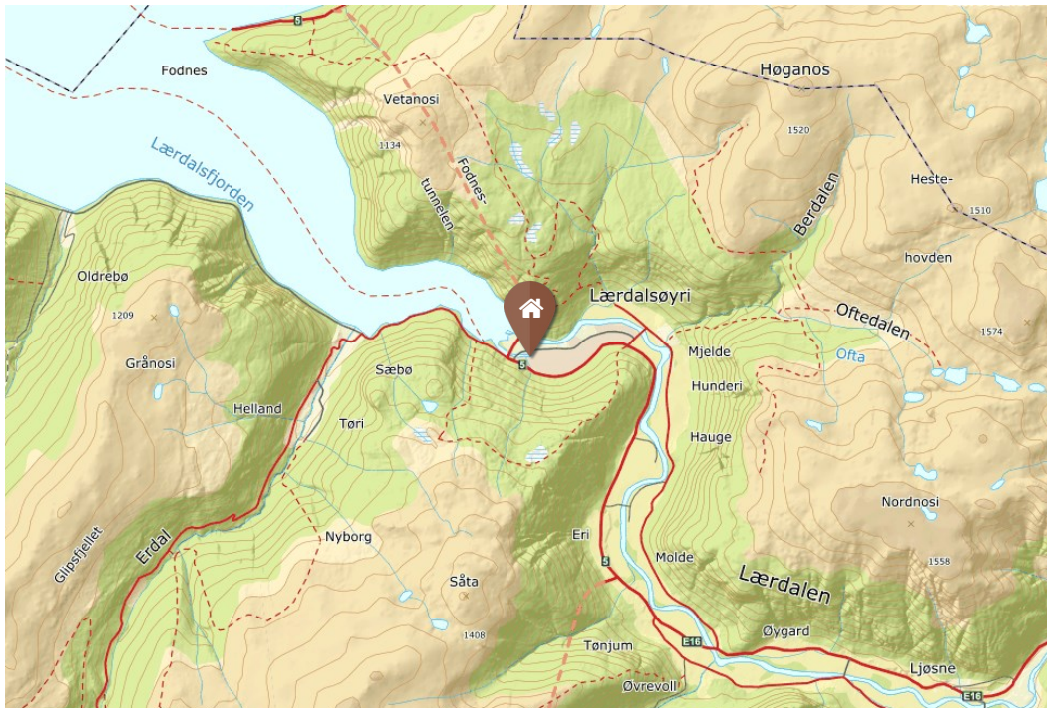 5
Fodnes
Høganos
Vetanosi
1520
1134
Lærdalsfjorden
Fodnes-
tunnelen
Berdalen
Heste-
1510
hovden
Oldrebø
Lærdalsøyri
Oftedalen
1209
1574
Grånosi
Mjelde
Ofta
5
Sæbø
Hunderi
Helland
Tøri
Hauge
Nordnosi
Glipsfjellet
Erdal
Nyborg
Eri
5
Molde
1558
Lærdalen
Såta
1408
Øygard
E16
Tønjum
Ljøsne
Øvrevoll
E16